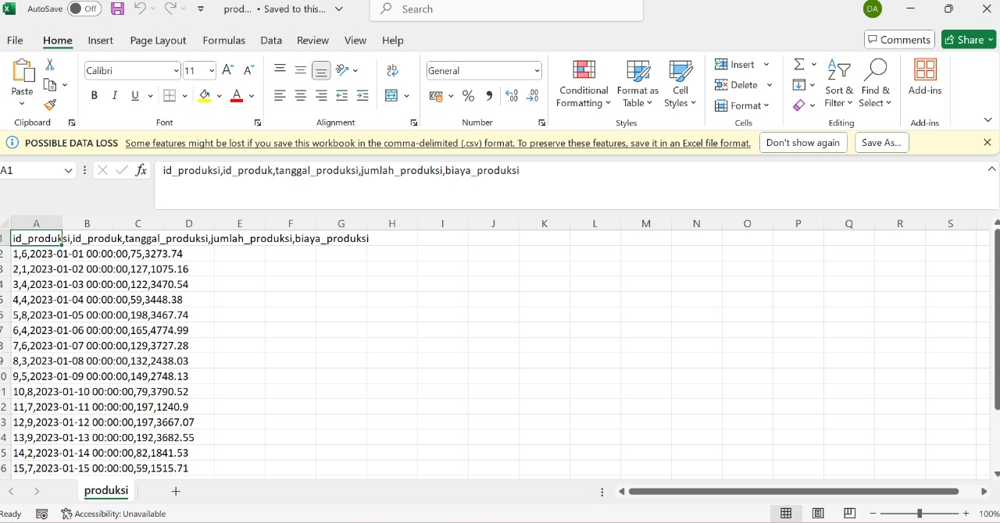 AutoSave Off prod... • Saved to this... Search DA
File Home Insert Page Layout Formulas Data Review View Help Comments Share
Paste Calibri 11 General Conditional Formatting Format as Table Cell Styles Insert Delete Format Sort & Filter Find & Select Add-ins
B I U
Clipboard Font Alignment Number Styles Cells Editing Add-ins
POSSIBLE DATA LOSS Some features might be lost if you save this workbook in the comma-delimited (.csv) format. To preserve these features, save it in an Excel file format. Don't show again Save As...
A1 fx id_produksi,id_produk,tanggal_produksi,jumlah_produksi,biaya_produksi
A B C D E F G H I J K L M N O P Q R S
1 id_produksi,id_produk,tanggal_produksi,jumlah_produksi,biaya_produksi
2 1,6,2023-01-01 00:00:00,75,3273.74
3 2,1,2023-01-02 00:00:00,127,1075.16
4 3,4,2023-01-03 00:00:00,122,3470.54
5 4,4,2023-01-04 00:00:00,59,3448.38
6 5,8,2023-01-05 00:00:00,198,3467.74
7 6,4,2023-01-06 00:00:00,165,4774.99
8 7,6,2023-01-07 00:00:00,129,3727.28
9 8,3,2023-01-08 00:00:00,132,2438.03
0 9,5,2023-01-09 00:00:00,149,2748.13
1 10,8,2023-01-10 00:00:00,79,3790.52
2 11,7,2023-01-11 00:00:00,197,1240.9
3 12,9,2023-01-12 00:00:00,197,3667.07
4 13,9,2023-01-13 00:00:00,192,3682.55
5 14,2,2023-01-14 00:00:00,82,1841.53
6 15,7,2023-01-15 00:00:00,59,1515.71
produksi
Ready Accessibility: Unavailable 100%